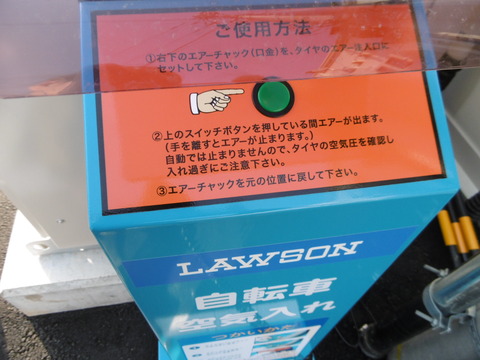 ご使用方法
①右下のエアーチャック(口金)を、タイヤのエアー注入口に
セットして下さい。
②上のスイッチボタンを押している間エアーが出ます。
(手を離すとエアーが止まります。)
自動では止まりませんので、タイヤの空気圧を確認し
入れ過ぎにご注意下さい。
③エアーチャックを元の位置に戻して下さい。
LAWSON
自転車
空気入れ
つかいかた